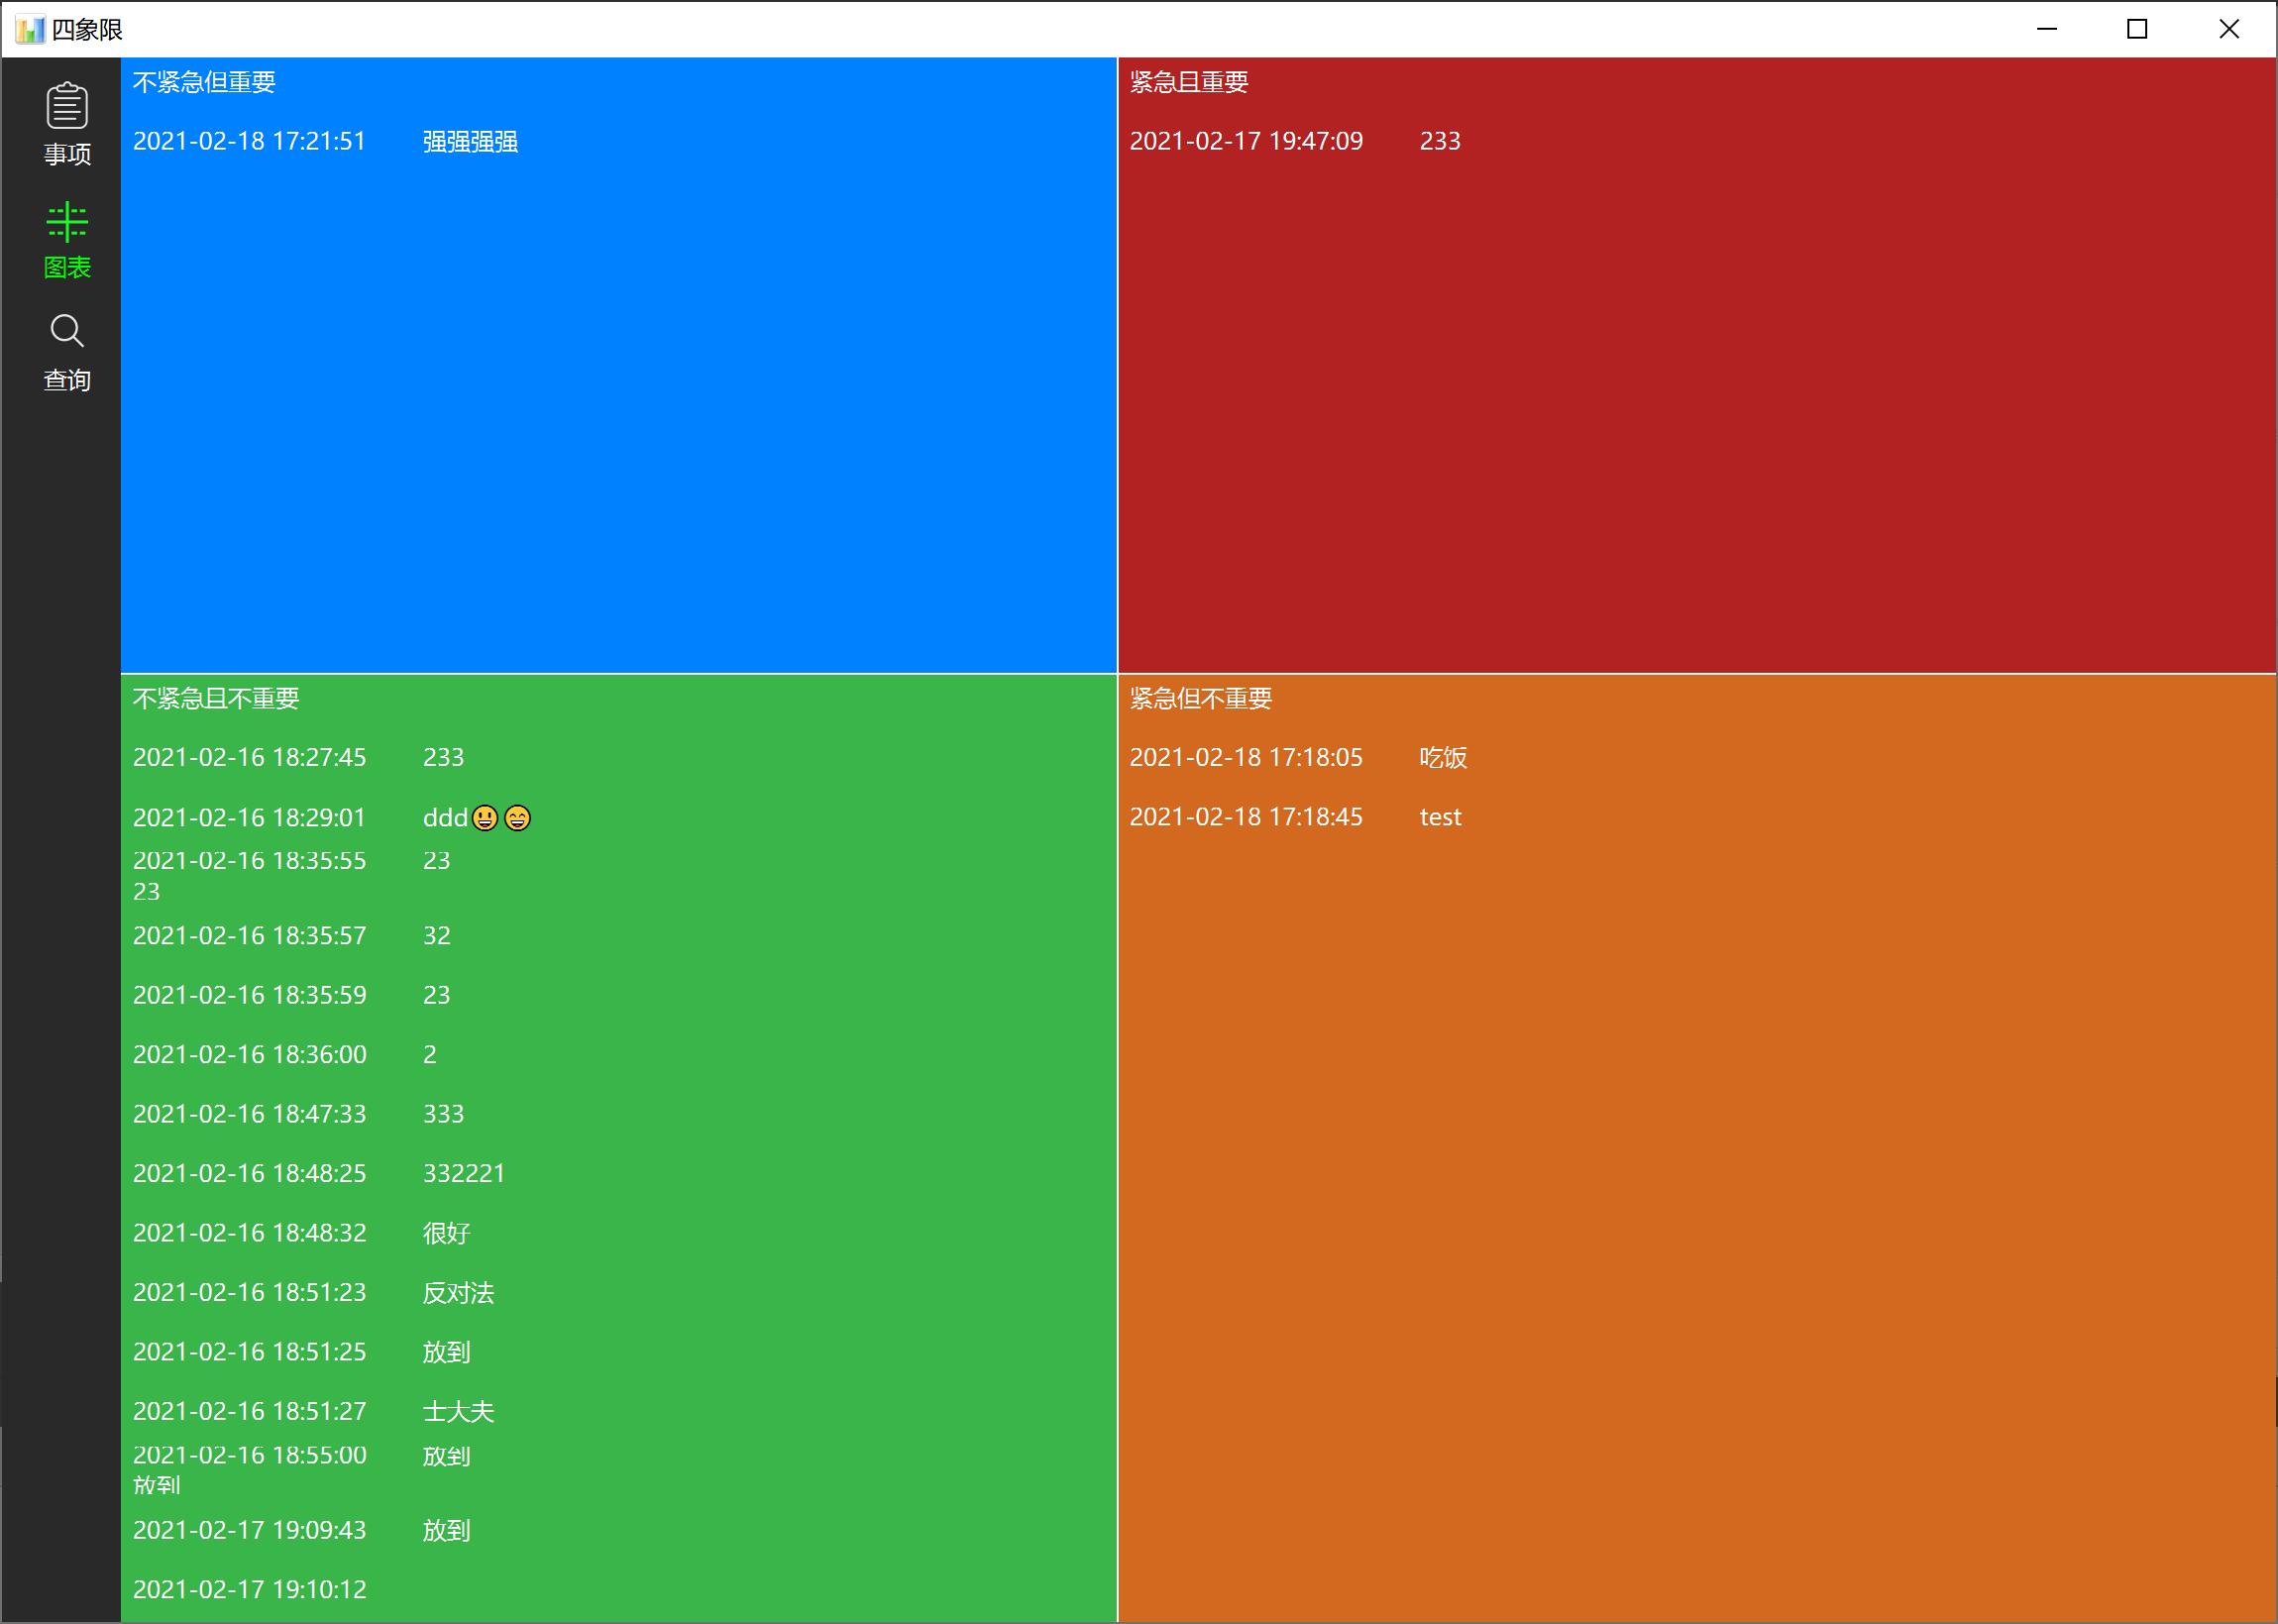 四象限
事项
图表
查询
不紧急但重要
2021-02-18 17:21:51 强强强强
紧急且重要
2021-02-17 19:47:09 233
不紧急且不重要
2021-02-16 18:27:45 233
2021-02-16 18:29:01 ddd😃😄
2021-02-16 18:35:55 23
23
2021-02-16 18:35:57 32
2021-02-16 18:35:59 23
2021-02-16 18:36:00 2
2021-02-16 18:47:33 333
2021-02-16 18:48:25 332221
2021-02-16 18:48:32 很好
2021-02-16 18:51:23 反对法
2021-02-16 18:51:25 放到
2021-02-16 18:51:27 士大夫
2021-02-16 18:55:00 放到
放到
2021-02-17 19:09:43 放到
2021-02-17 19:10:12
紧急但不重要
2021-02-18 17:18:05 吃饭
2021-02-18 17:18:45 test